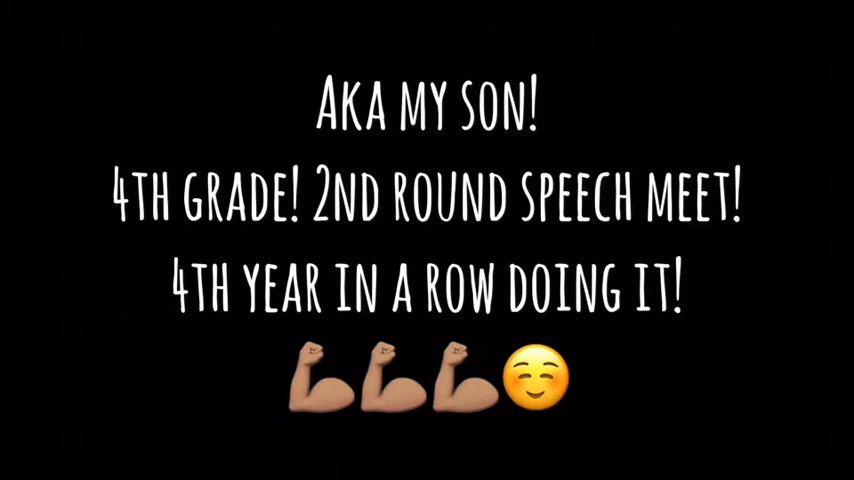 AKA MY SON!
4TH GRADE! 2ND ROUND SPEECH MEET!
4TH YEAR IN A ROW DOING IT!
💪🏽💪🏽💪🏽☺️